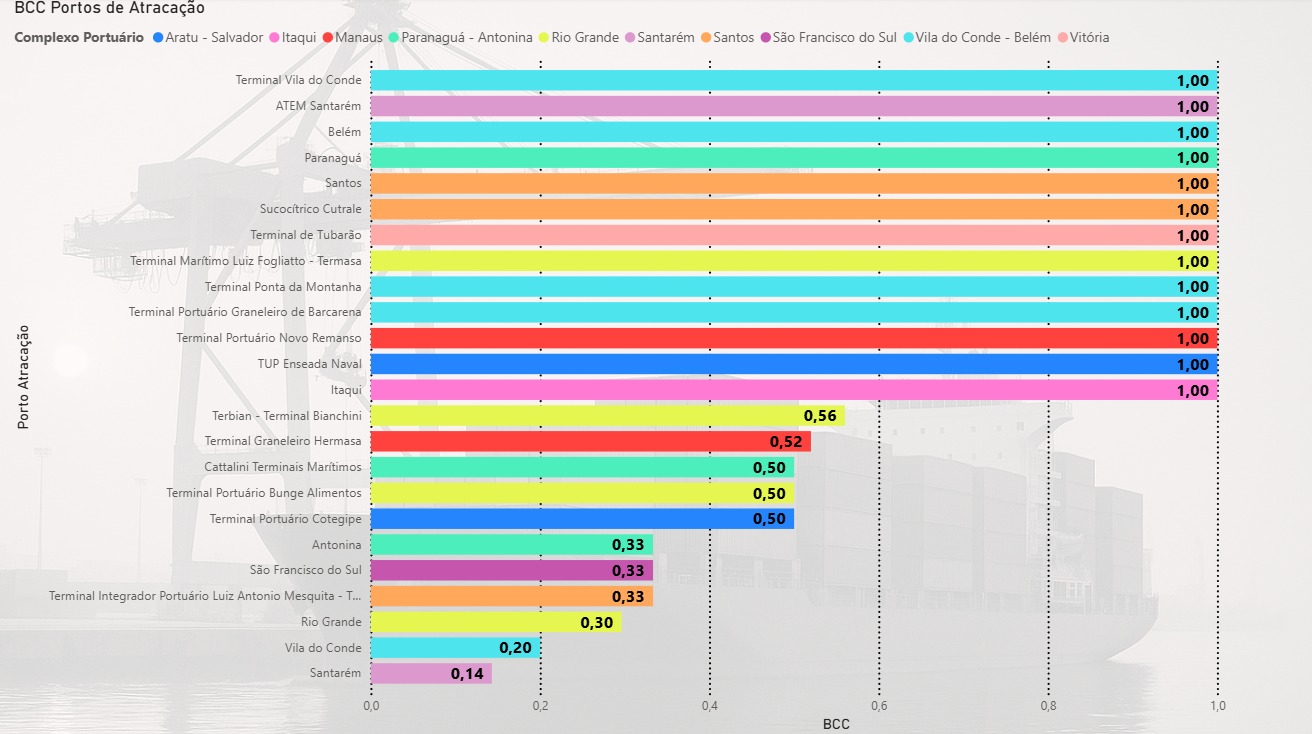 BCC Portos de Atracação
Complexo Portuário Aratu - Salvador Itaqui Manaus Paranaguá - Antonina Rio Grande Santarém Santos São Francisco do Sul Vila do Conde - Belém Vitória
Porto Atracação
Terminal Vila do Conde 1,00
ATEM Santarém 1,00
Belém 1,00
Paranaguá 1,00
Santos 1,00
Sucocítrico Cutrale 1,00
Terminal de Tubarão 1,00
Terminal Marítimo Luiz Fogliatto - Termasa 1,00
Terminal Ponta da Montanha 1,00
Terminal Portuário Graneleiro de Barcarena 1,00
Terminal Portuário Novo Remanso 1,00
TUP Enseada Naval 1,00
Itaqui 1,00
Terbian - Terminal Bianchini 0,56
Terminal Graneleiro Hermasa 0,52
Cattalini Terminais Marítimos 0,50
Terminal Portuário Bunge Alimentos 0,50
Terminal Portuário Cotegipe 0,50
Antonina 0,33
São Francisco do Sul 0,33
Terminal Integrador Portuário Luiz Antonio Mesquita - T... 0,33
Rio Grande 0,30
Vila do Conde 0,20
Santarém 0,14
0,0 0,2 0,4 0,6 0,8 1,0
BCC